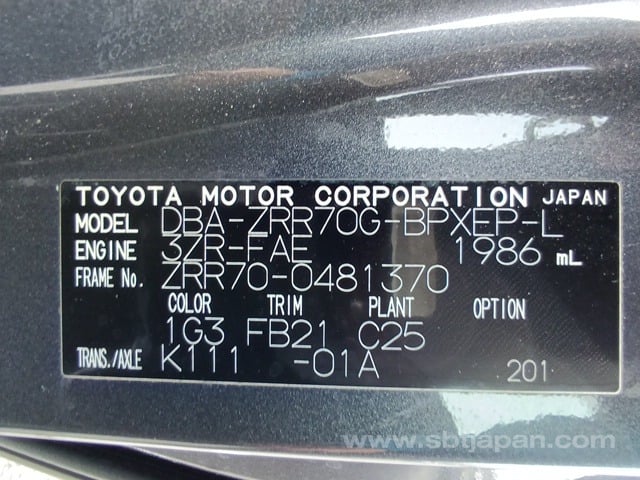 TOYOTA MOTOR CORPORATION JAPAN
MODEL DBA-ZRR70G-BPXEP-L
ENGINE 3ZR-FAE 1986 mL
FRAME No. ZRR70-0481370
COLOR TRIM PLANT OPTION
1G3 FB21 C25
TRANS./AXLE K111 -01A 201
www.sbtjapan.com